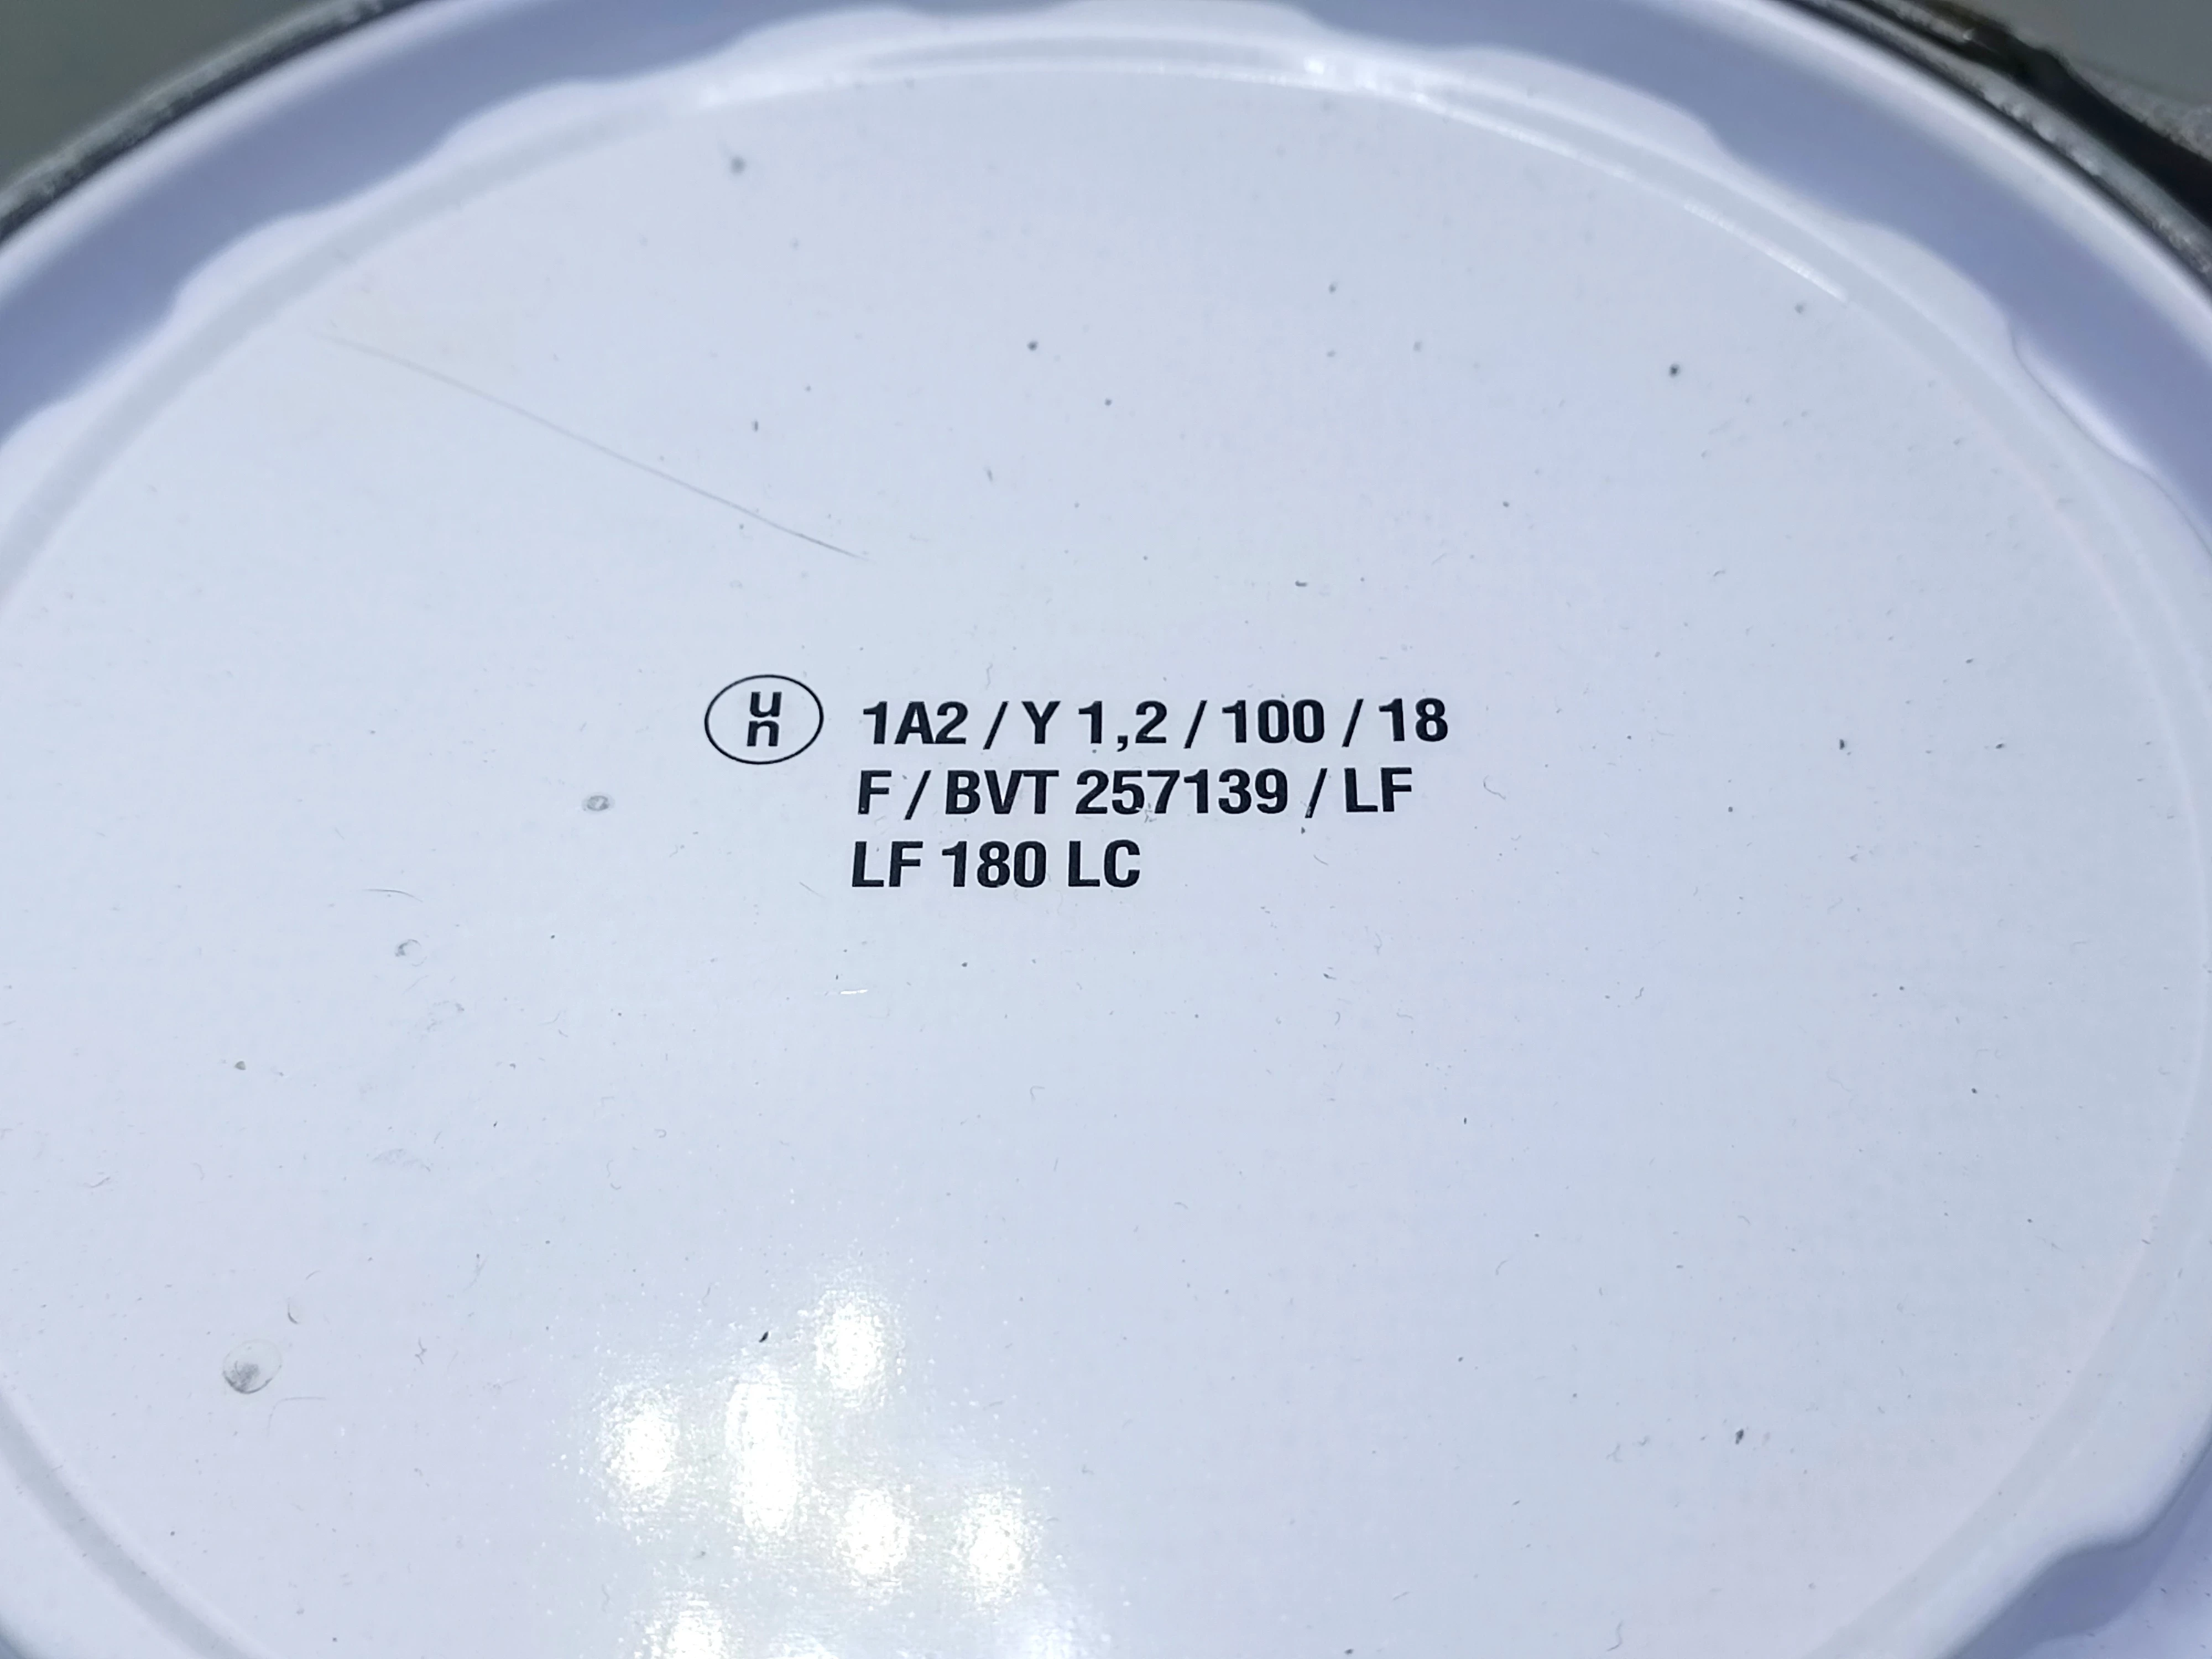 un 1A2 / Y 1,2 / 100 / 18
F / BVT 257139 / LF
LF 180 LC